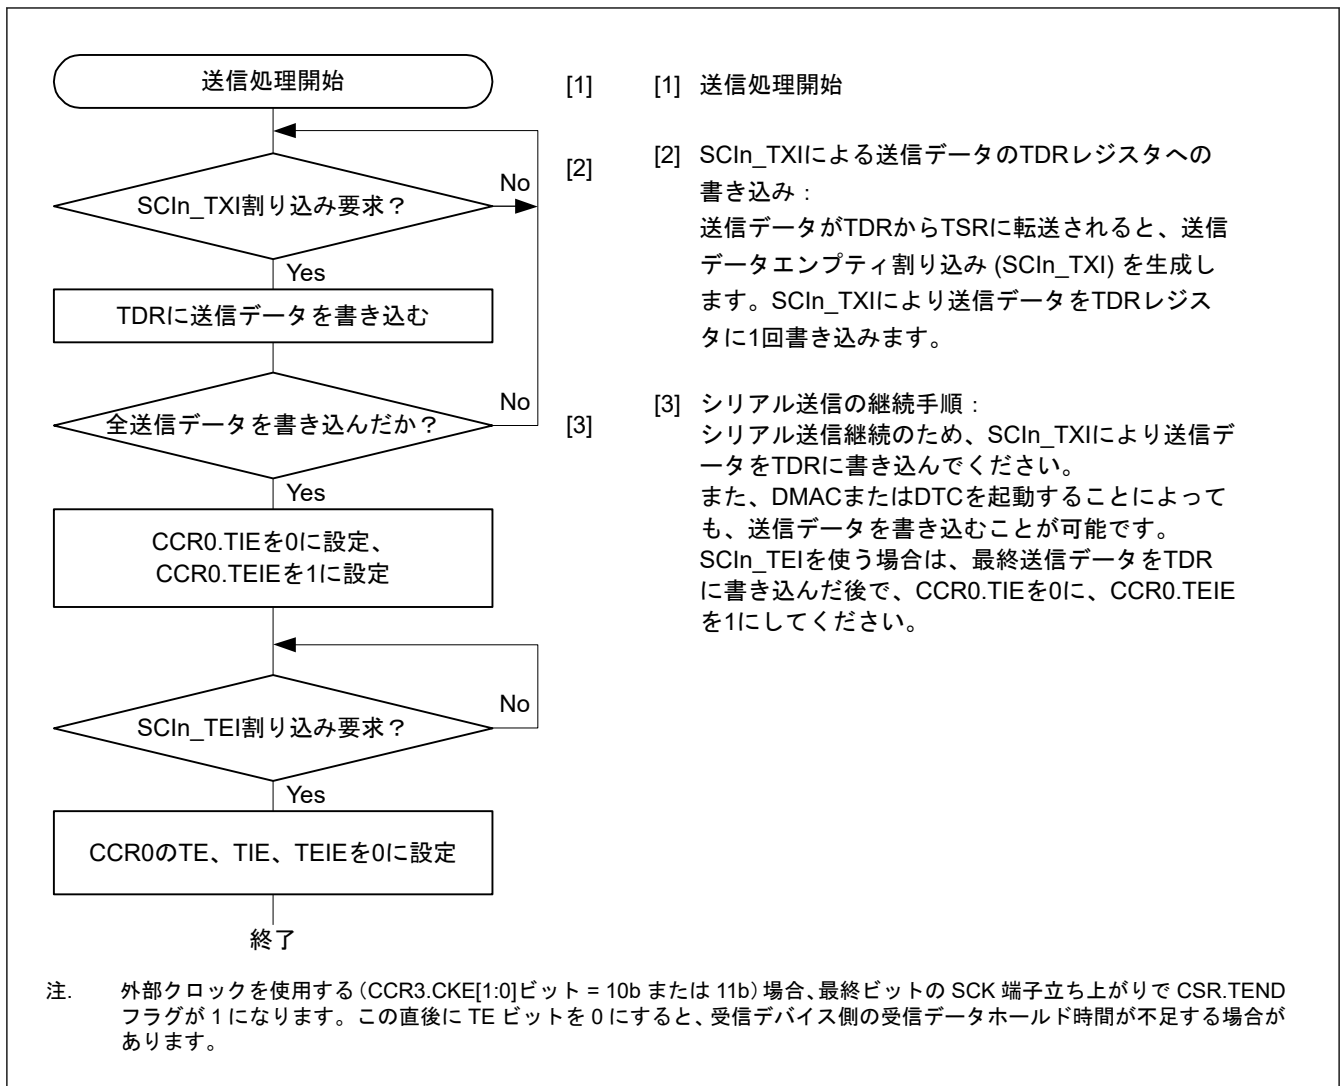 送信処理開始
[1]
[1] 送信処理開始
SCIn_TXI割り込み要求？
No
[2]
Yes
[2] SCIn_TXIによる送信データのTDRレジスタへの
書き込み：
送信データがTDRからTSRに転送されると、送信
データエンプティ割り込み (SCIn_TXI) を生成し
ます。SCIn_TXIにより送信データをTDRレジス
タに1回書き込みます。
TDRに送信データを書き込む
全送信データを書き込んだか？
No
[3]
Yes
[3] シリアル送信の継続手順：
シリアル送信継続のため、SCIn_TXIにより送信デ
ータをTDRに書き込んでください。
また、DMACまたはDTCを起動することによって
も、送信データを書き込むことが可能です。
SCIn_TEIを使う場合は、最終送信データをTDR
に書き込んだ後で、CCR0.TIEを0に、CCR0.TEIE
を1にしてください。
CCR0.TIEを0に設定、
CCR0.TEIEを1に設定
SCIn_TEI割り込み要求？
No
Yes
CCR0のTE、TIE、TEIEを0に設定
終了
注. 外部クロックを使用する（CCR3.CKE[1:0]ビット = 10b または 11b）場合、最終ビットの SCK 端子立ち上がりで CSR.TEND
フラグが 1 になります。この直後に TE ビットを 0 にすると、受信デバイス側の受信データホールド時間が不足する場合が
あります。